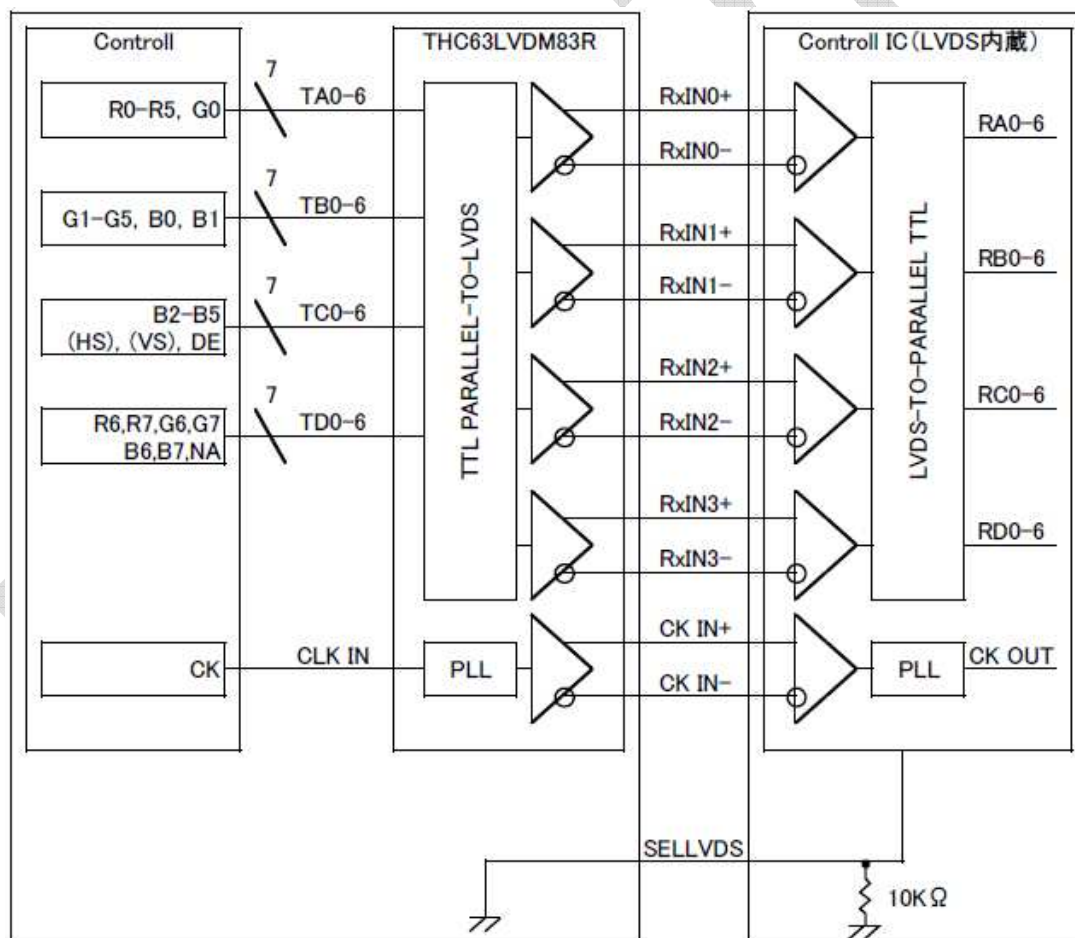 Controll
THC63LVDM83R
Controll IC(LVDS内蔵)
7
R0-R5, G0
TA0-6
RxIN0+
RxIN0-
RA0-6
7
G1-G5, B0, B1
TB0-6
RxIN1+
RxIN1-
RB0-6
7
B2-B5
(HS), (VS), DE
TC0-6
RxIN2+
RxIN2-
RC0-6
7
R6,R7,G6,G7
B6,B7,NA
TD0-6
RxIN3+
RxIN3-
RD0-6
TTL PARALLEL-TO-LVDS
LVDS-TO-PARALLEL TTL
CK
CLK IN
PLL
CK IN+
CK IN-
PLL
CK OUT
SELLVDS
10KΩ